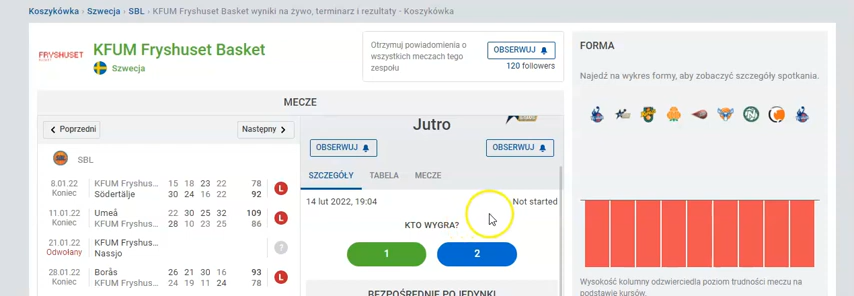 Koszykówka › Szwecja › SBL › KFUM Fryshuset Basket wyniki na żywo, terminarz i rezultaty - Koszykówka
FRYSHUSET
KFUM Fryshuset Basket
Szwecja
Otrzymuj powiadomienia o
wszystkich meczach tego
zespołu
OBSERWUJ
120 followers
MECZE
Poprzedni
Następny
SBL
8.01.22 KFUM Fryshus... 15 18 23 22 78
Koniec Södertälje 30 24 16 22 92
L
11.01.22 Umeå 22 30 25 32 109
Koniec KFUM Fryshus... 28 10 23 25 86
L
21.01.22 KFUM Fryshus...
Odwołany Nassjo
?
28.01.22 Borås 26 21 30 16 93
Koniec KFUM Fryshus... 24 19 11 24 78
L
Jutro
OBSERWUJ
OBSERWUJ
SZCZEGÓŁY TABELA MECZE
14 lut 2022, 19:04 Not started
KTO WYGRA?
1 2
BEZPOŚREDNIE POJEDYNKI
FORMA
Najedź na wykres formy, aby zobaczyć szczegóły spotkania.
Wysokość kolumny odzwierciedla poziom trudności meczu na
podstawie kursów.